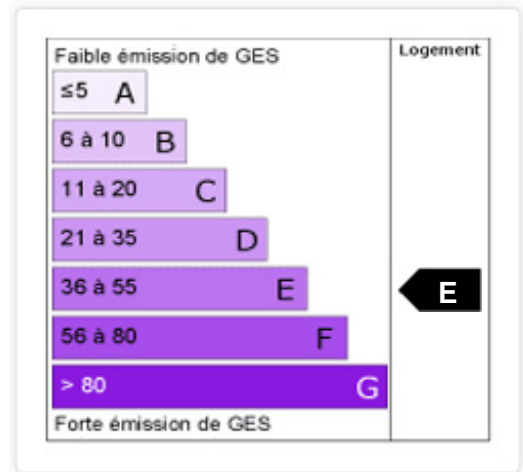 Faible émission de GES
Logement
≤5 A
6 à 10 B
11 à 20 C
21 à 35 D
36 à 55 E
E
56 à 80 F
> 80 G
Forte émission de GES